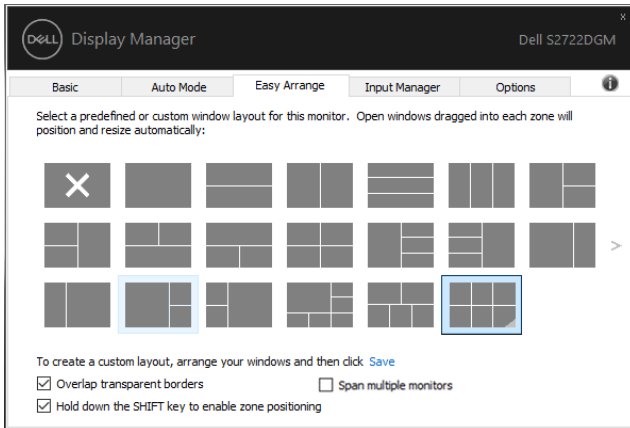 x
DELL Display Manager
Dell S2722DGM
Basic Auto Mode Easy Arrange Input Manager Options i
Select a predefined or custom window layout for this monitor. Open windows dragged into each zone will
position and resize automatically:
>
To create a custom layout, arrange your windows and then click Save
Overlap transparent borders
Span multiple monitors
Hold down the SHIFT key to enable zone positioning